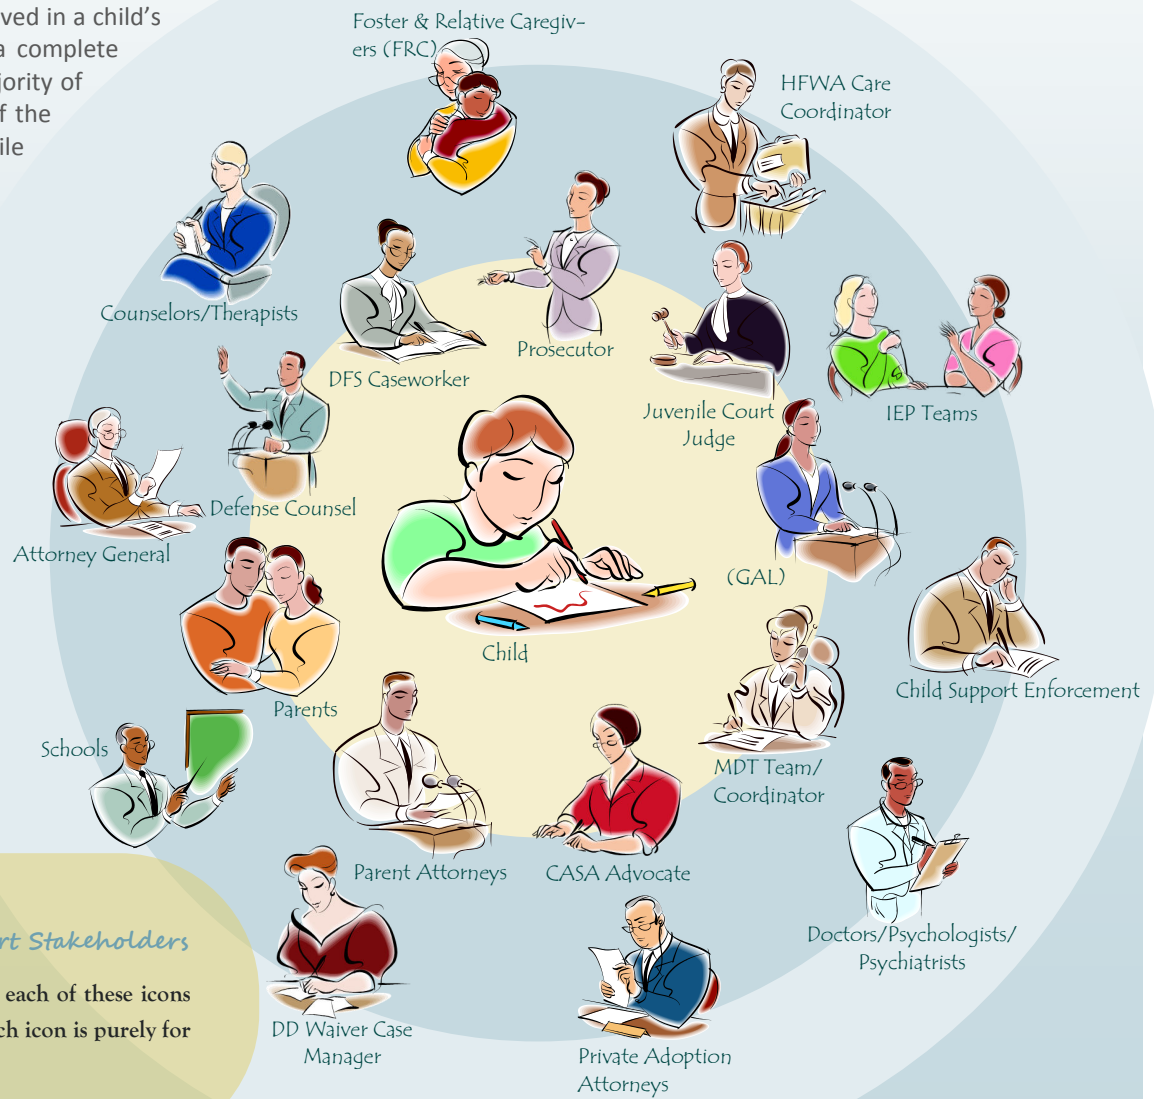 ved in a child's
a complete
jority of
f the
ile
Foster & Relative Caregiv-
ers (FRC)
HFWA Care
Coordinator
Counselors/Therapists
Prosecutor
DFS Caseworker
Juvenile Court
Judge
IEP Teams
Defense Counsel
Attorney General
(GAL)
Child
Child Support Enforcement
Parents
Schools
MDT Team/
Coordinator
Parent Attorneys
CASA Advocate
Doctors/Psychologists/
Psychiatrists
DD Waiver Case
Manager
Private Adoption
Attorneys
rt Stakeholders
each of these icons
ch icon is purely for